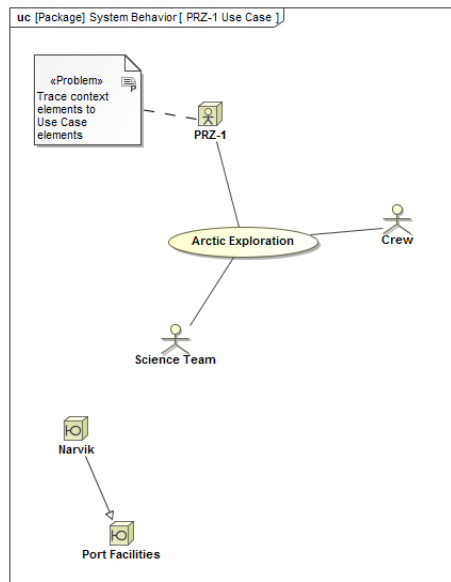 uc [Package] System Behavior [ PRZ-1 Use Case ]
«Problem»
Trace context
elements to
Use Case
elements
PRZ-1
Arctic Exploration
Crew
Science Team
Narvik
Port Facilities